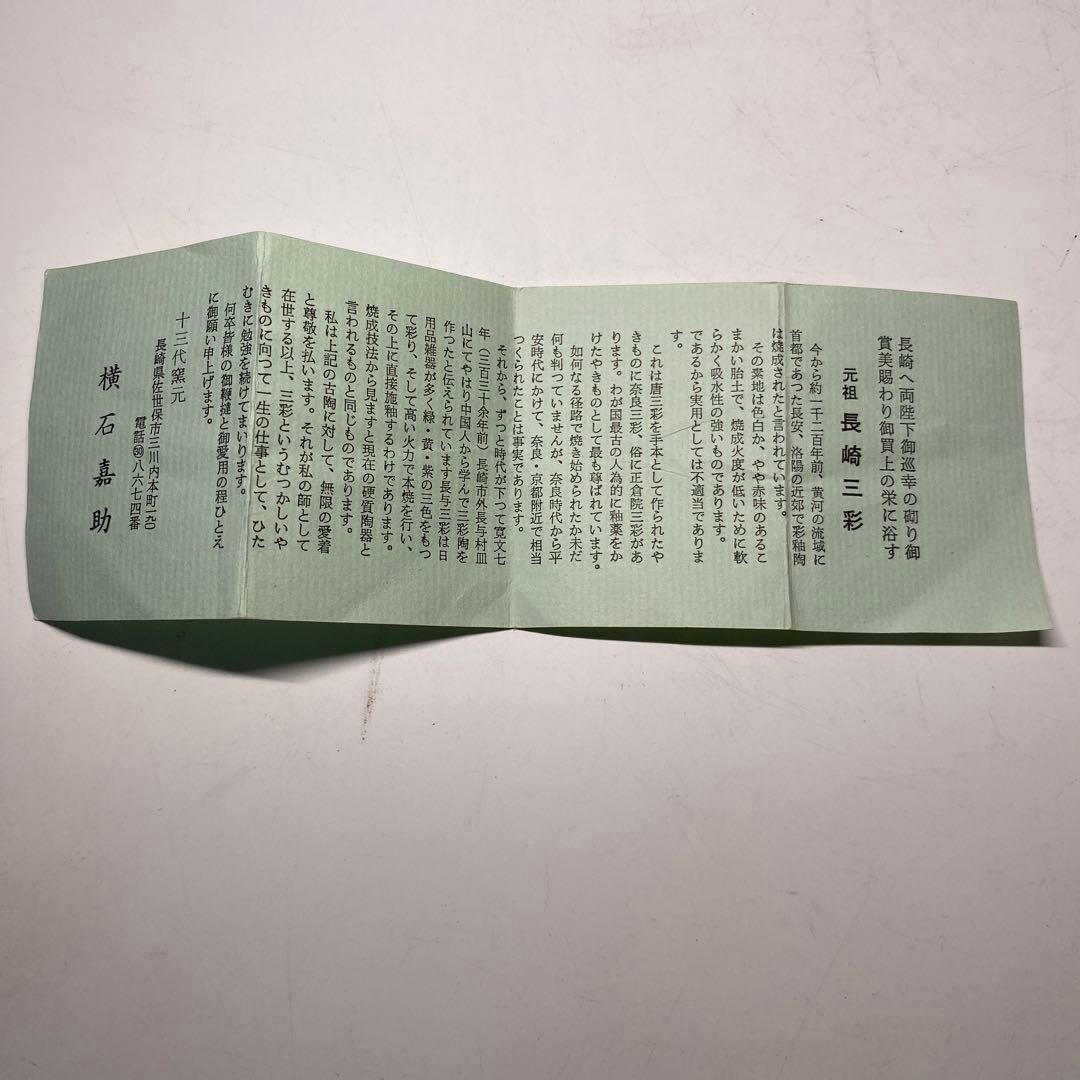 長崎へ両陛下御巡幸の砌り御
賞美賜わり御買上の栄に浴す
元祖 長崎三彩
今から約一千二百年前、黄河の流域に
首都であつた長安、洛陽の近郊で彩釉陶
は焼成されたと言われています。
その素地は色白か、やや赤味のあるこ
まかい胎土で、焼成火度が低いために軟
らかく吸水性の強いものであります。
であるから実用としては不適当でありま
す。
これは唐三彩を手本として作られたや
きものに奈良三彩、俗に正倉院三彩があ
ります。わが国最古の人為的に釉薬をか
けたやきものとして最も尊ばれています。
如何なる径路で焼き始められたか未だ
何も判つていませんが、奈良時代から平
安時代にかけて、奈良・京都附近で相当
つくられたことは事実であります。
それから、ずつと時代が下つて寛文七
年(三百三十余年前)長崎市外長与村皿
山にてやはり中国人から学んで三彩陶を
作つたと伝えられています長与三彩は日
用品雑器が多く緑・黄・紫の三色をもつ
て彩り、そして高い火力で本焼を行い、
その上に直接施釉するわけであります。
焼成技法から見ますと現在の硬質陶器と
言われるものと同じものであります。
私は上記の古陶に対して、無限の愛着
と尊敬を払います。それが私の師として
在世する以上、三彩というむつかしいや
きものに向つて一生の仕事として、ひた
むきに勉強を続けてまいります。
何卒皆様の御鞭撻と御愛用の程ひとえ
に御願い申上げます。
十三代窯元
長崎県佐世保市三川内本町一九
電話㉚八六七四番
横石嘉助